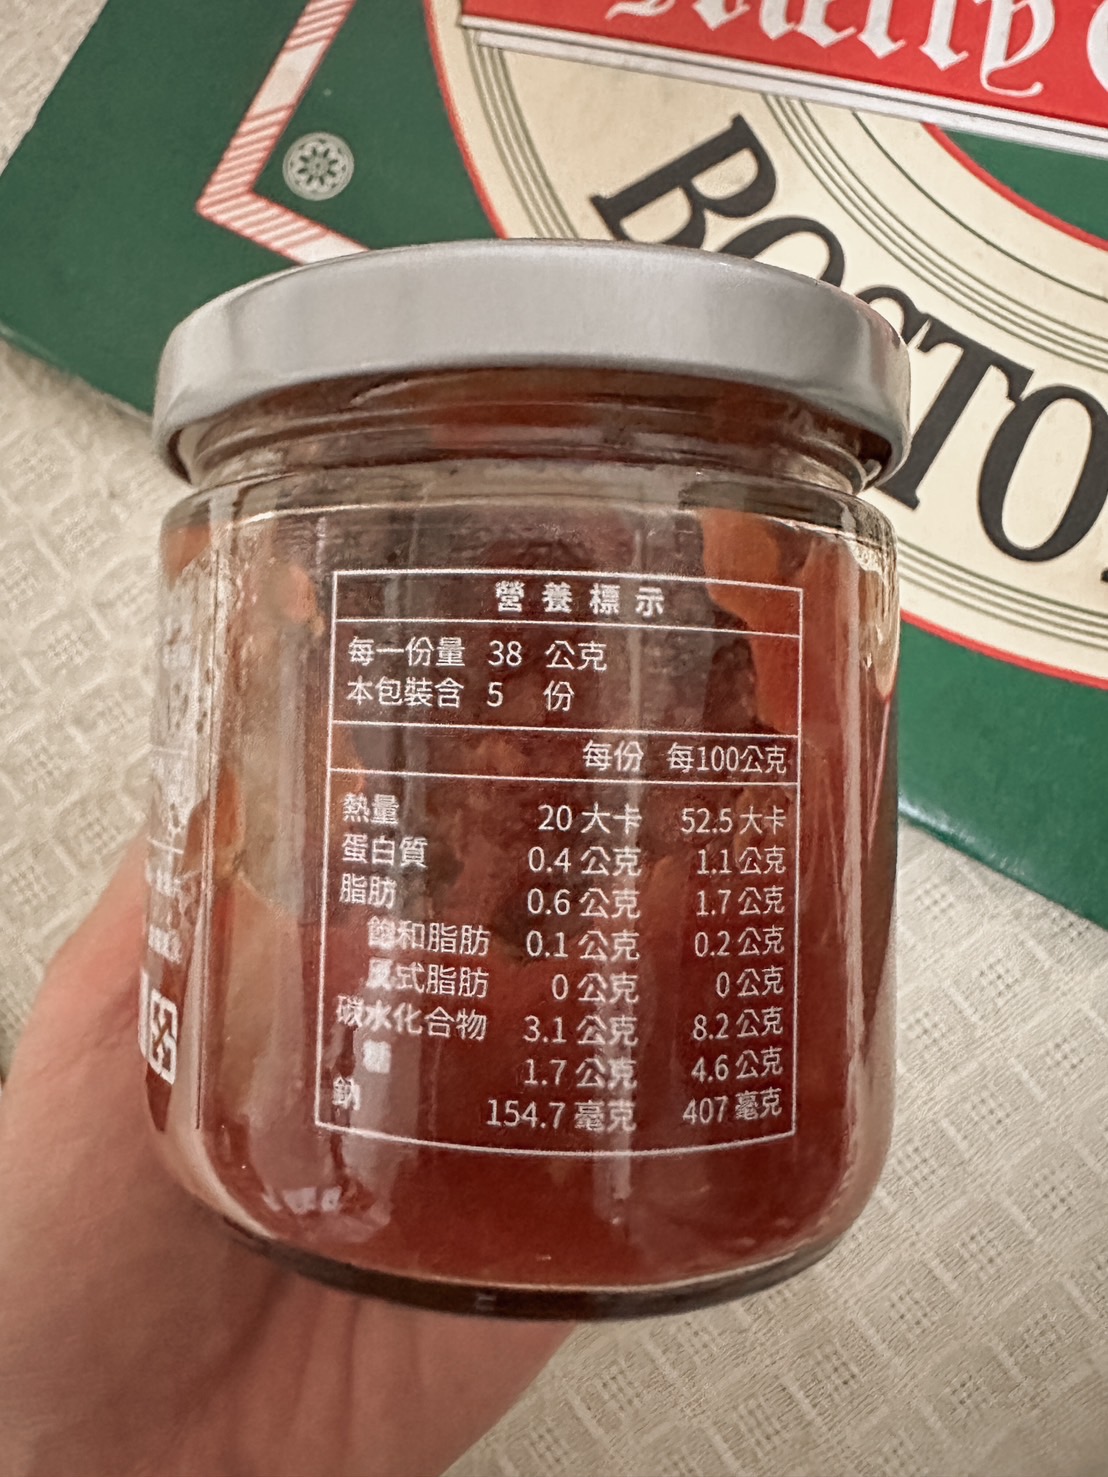 Merry
BOSTO
營養標示
每一份量 38 公克
本包裝含 5 份
每份 每100公克
熱量 20 大卡 52.5 大卡
蛋白質 0.4 公克 1.1 公克
脂肪 0.6 公克 1.7 公克
飽和脂肪 0.1 公克 0.2 公克
反式脂肪 0 公克 0 公克
碳水化合物 3.1 公克 8.2 公克
糖 1.7 公克 4.6 公克
鈉 154.7 毫克 407 毫克